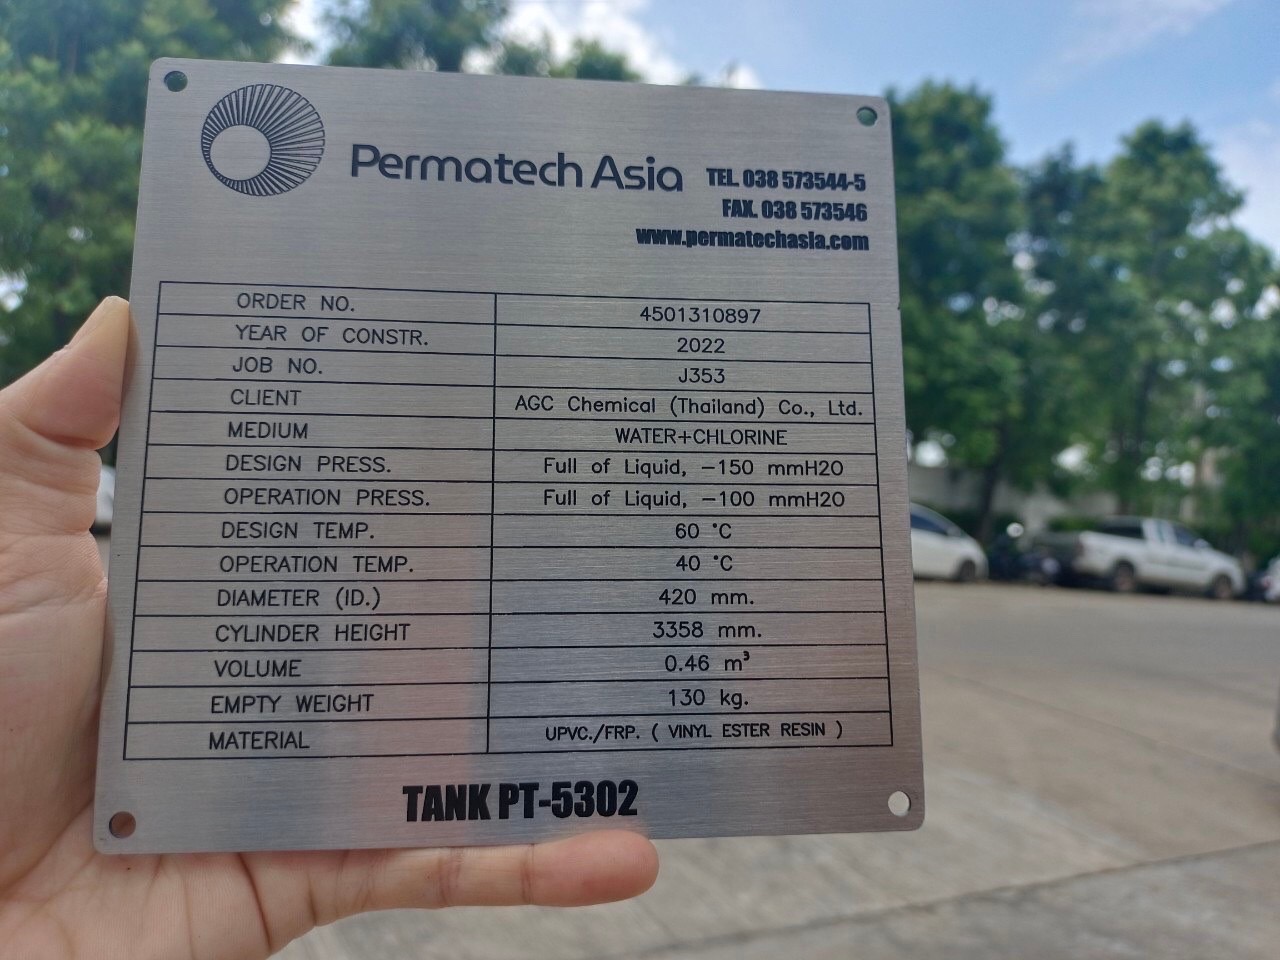 Permatech Asia
TEL. 038 573544-5
FAX. 038 573546
www.permatechasia.com
ORDER NO. 4501310897
YEAR OF CONSTR. 2022
JOB NO. J353
CLIENT AGC Chemical (Thailand) Co., Ltd.
MEDIUM WATER+CHLORINE
DESIGN PRESS. Full of Liquid, -150 mmH2O
OPERATION PRESS. Full of Liquid, -100 mmH2O
DESIGN TEMP. 60 °C
OPERATION TEMP. 40 °C
DIAMETER (ID.) 420 mm.
CYLINDER HEIGHT 3358 mm.
VOLUME 0.46 m³
EMPTY WEIGHT 130 kg.
MATERIAL UPVC./FRP. ( VINYL ESTER RESIN )
TANK PT-5302